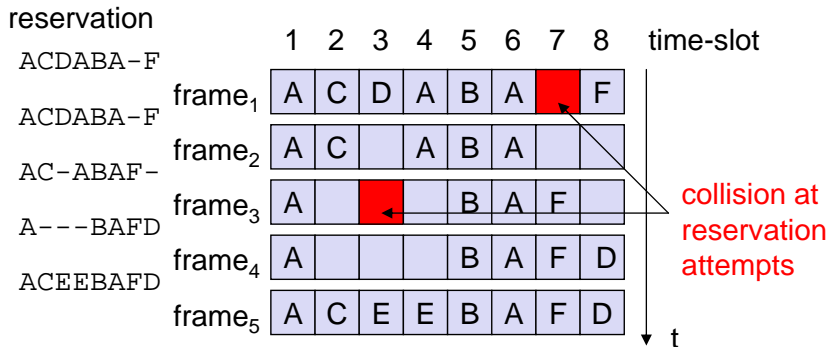 reservation
1 2 3 4 5 6 7 8 time-slot
ACDABA-F
frame1 A C D A B A F
ACDABA-F
frame2 A C A B A
AC-ABAF-
frame3 A B A F
collision at
reservation
attempts
A---BAFD
frame4 A B A F D
ACEEBAFD
frame5 A C E E B A F D
t